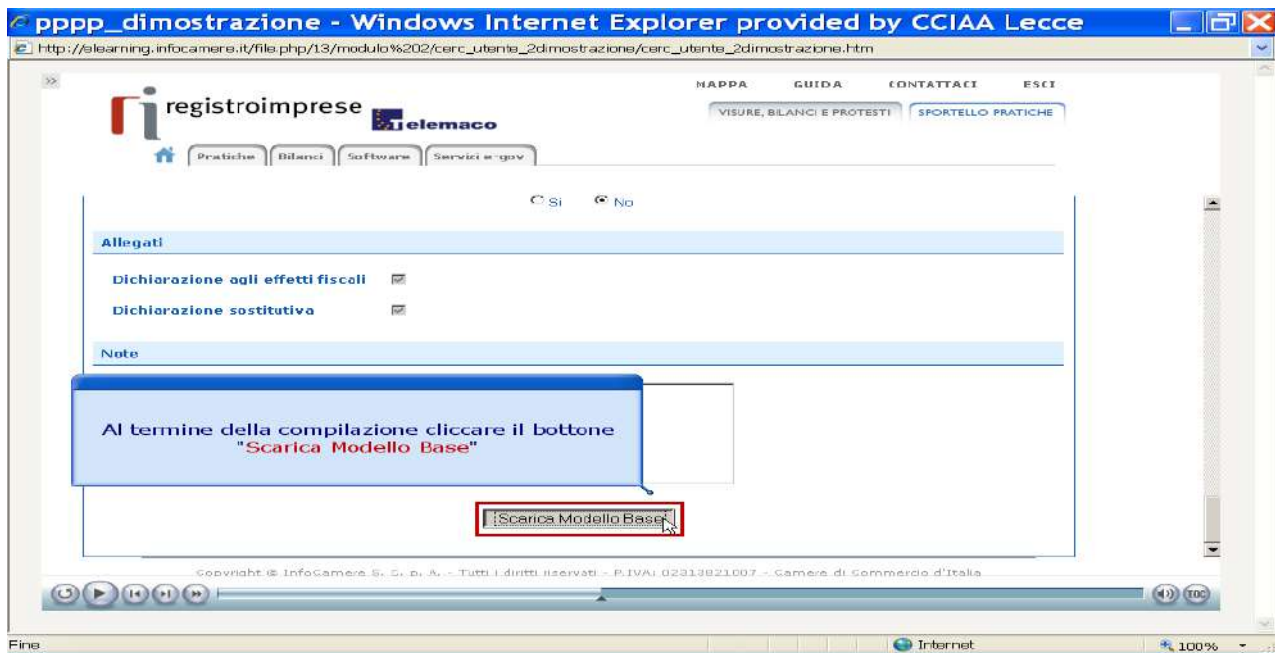 pppp_dimostrazione - Windows Internet Explorer provided by CCIAA Lecce
http://elearning.infocamere.it/file.php/13/modulo%202/cerc_utente_2dimostrazione/cerc_utente_2dimostrazione.htm
MAPPA GUIDA CONTATTACI ESCI
ri registroimprese Telemaco
VISURE, BILANCI E PROTESTI SPORTELLO PRATICHE
Pratiche Bilanci Software Servizi e-gov
Si No
Allegati
Dichiarazione agli effetti fiscali
Dichiarazione sostitutiva
Note
Al termine della compilazione cliccare il bottone
"Scarica Modello Base"
Scarica Modello Base
Copyright © InfoCamere S. C. p. A. - Tutti i diritti riservati - P.IVA: 02313821007 - Camere di Commercio d'Italia
TOC
Fine Internet 100%